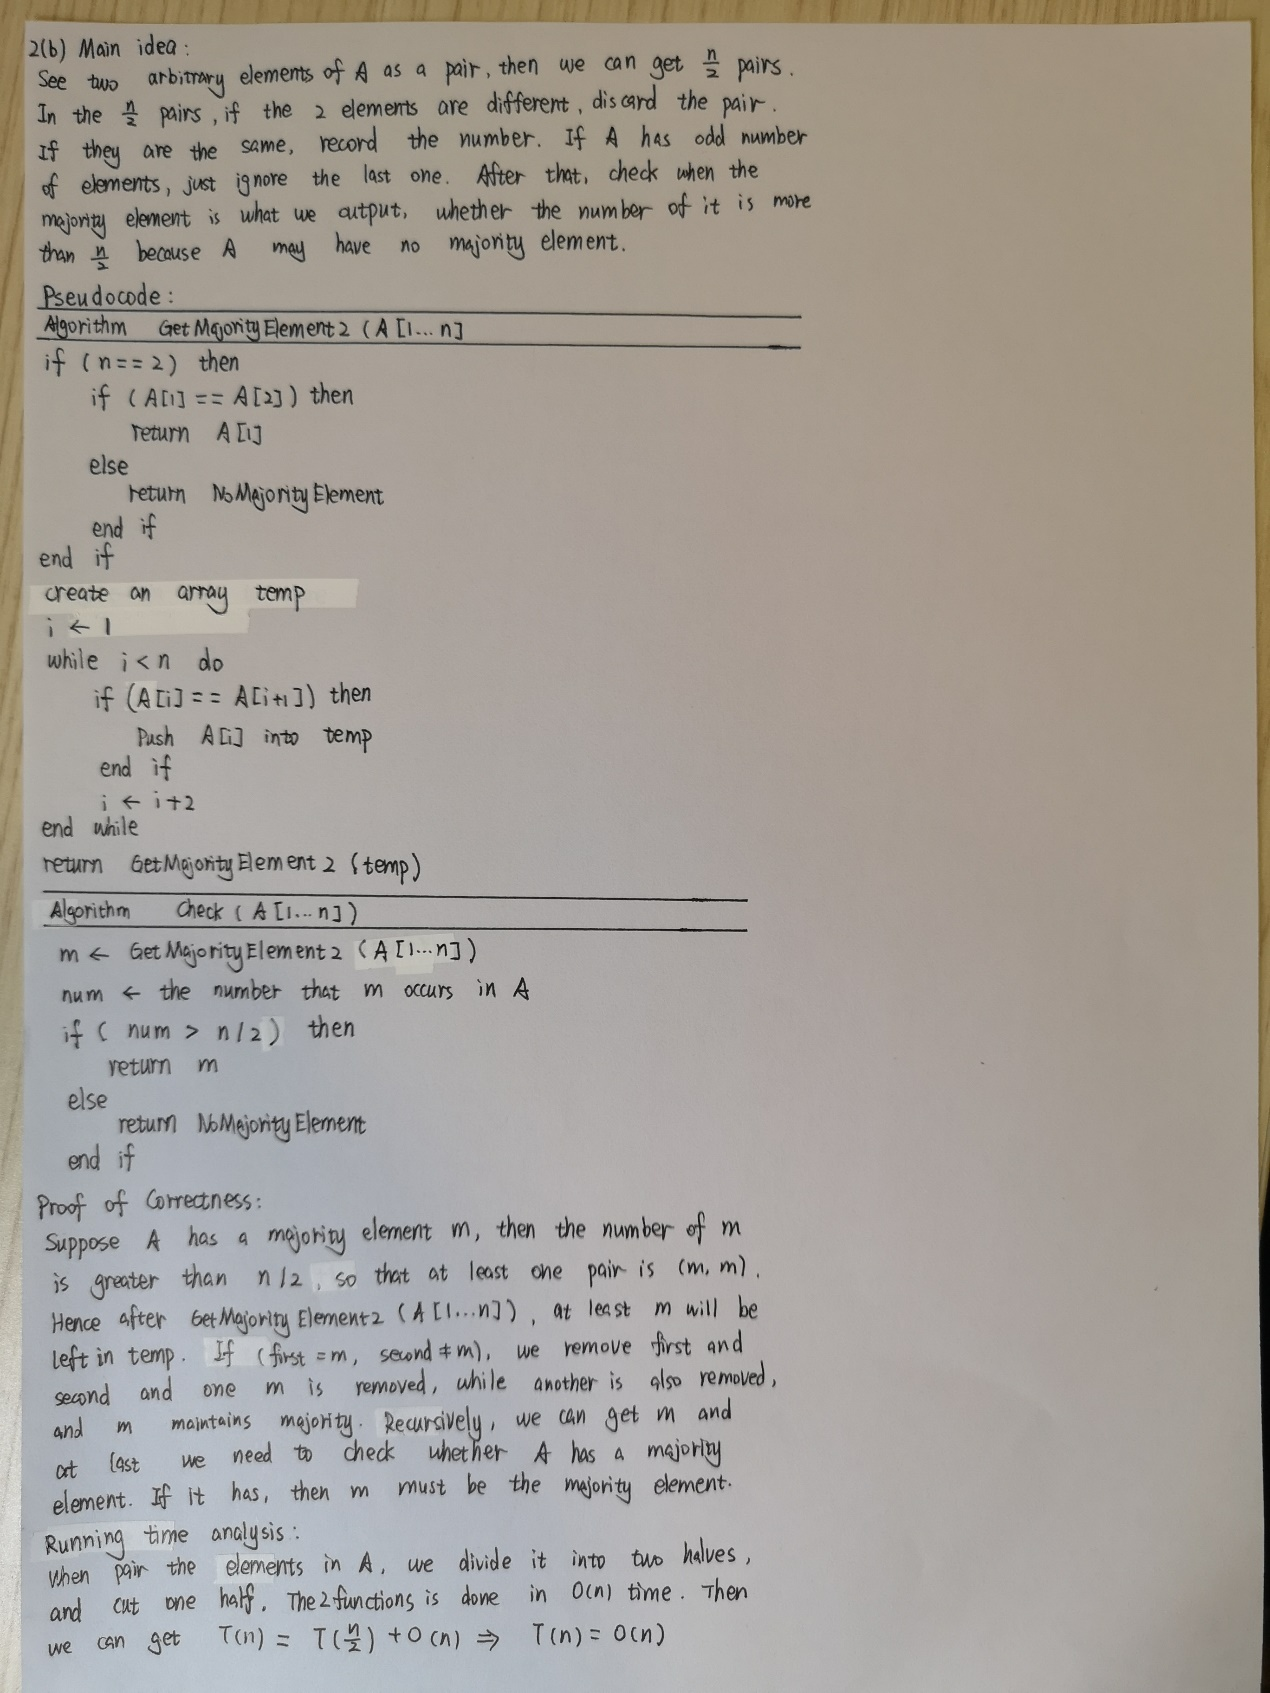 2(b) Main idea:
See two arbitrary elements of A as a pair, then we can get n/2 pairs.
In the n/2 pairs, if the 2 elements are different, discard the pair.
If they are the same, record the number. If A has odd number
of elements, just ignore the last one. After that, check when the
majority element is what we output, whether the number of it is more
than n/2 because A may have no majority element.
Pseudocode:
Algorithm GetMajorityElement2 (A[1...n]
if (n==2) then
if (A[1] == A[2]) then
return A[1]
else
return NoMajorityElement
end if
end if
create an array temp
i ← 1
while i<n do
if (A[i] == A[i+1]) then
Push A[i] into temp
end if
i ← i+2
end while
return GetMajorityElement2 (temp)
Algorithm Check (A[1...n])
m ← GetMajorityElement2 (A[1...n])
num ← the number that m occurs in A
if ( num > n/2) then
return m
else
return NoMajorityElement
end if
Proof of Correctness:
Suppose A has a majority element m, then the number of m
is greater than n/2, so that at least one pair is (m, m).
Hence after GetMajorityElement2 (A[1...n]), at least m will be
left in temp. If (first = m, second ≠ m), we remove first and
second and one m is removed, while another is also removed,
and m maintains majority. Recursively, we can get m and
at last we need to check whether A has a majority
element. If it has, then m must be the majority element.
Running time analysis:
When pair the elements in A, we divide it into two halves,
and cut one half. The 2 functions is done in O(n) time. Then
we can get T(n) = T(n/2) + O(n) ⇒ T(n) = O(n)